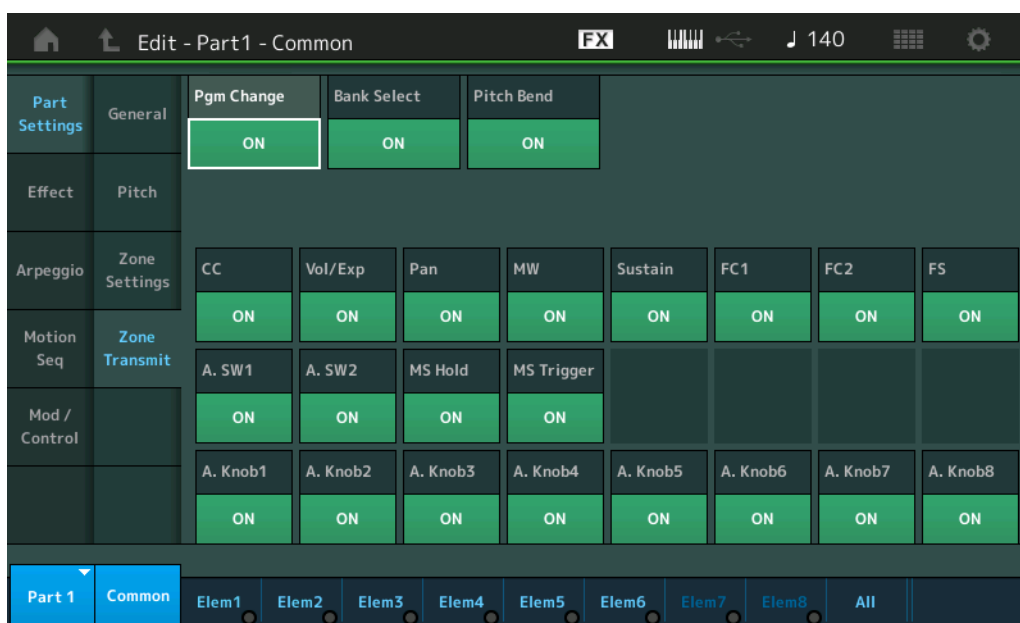 Edit - Part1 - Common
FX
♩ 140
Part
Settings
Effect
Arpeggio
Motion
Seq
Mod /
Control
General
Pitch
Zone
Settings
Zone
Transmit
Pgm Change Bank Select Pitch Bend
ON ON ON
CC Vol/Exp Pan MW Sustain FC1 FC2 FS
ON ON ON ON ON ON ON ON
A. SW1 A. SW2 MS Hold MS Trigger
ON ON ON ON
A. Knob1 A. Knob2 A. Knob3 A. Knob4 A. Knob5 A. Knob6 A. Knob7 A. Knob8
ON ON ON ON ON ON ON ON
Part 1 Common Elem1 Elem2 Elem3 Elem4 Elem5 Elem6 Elem7 Elem8 All